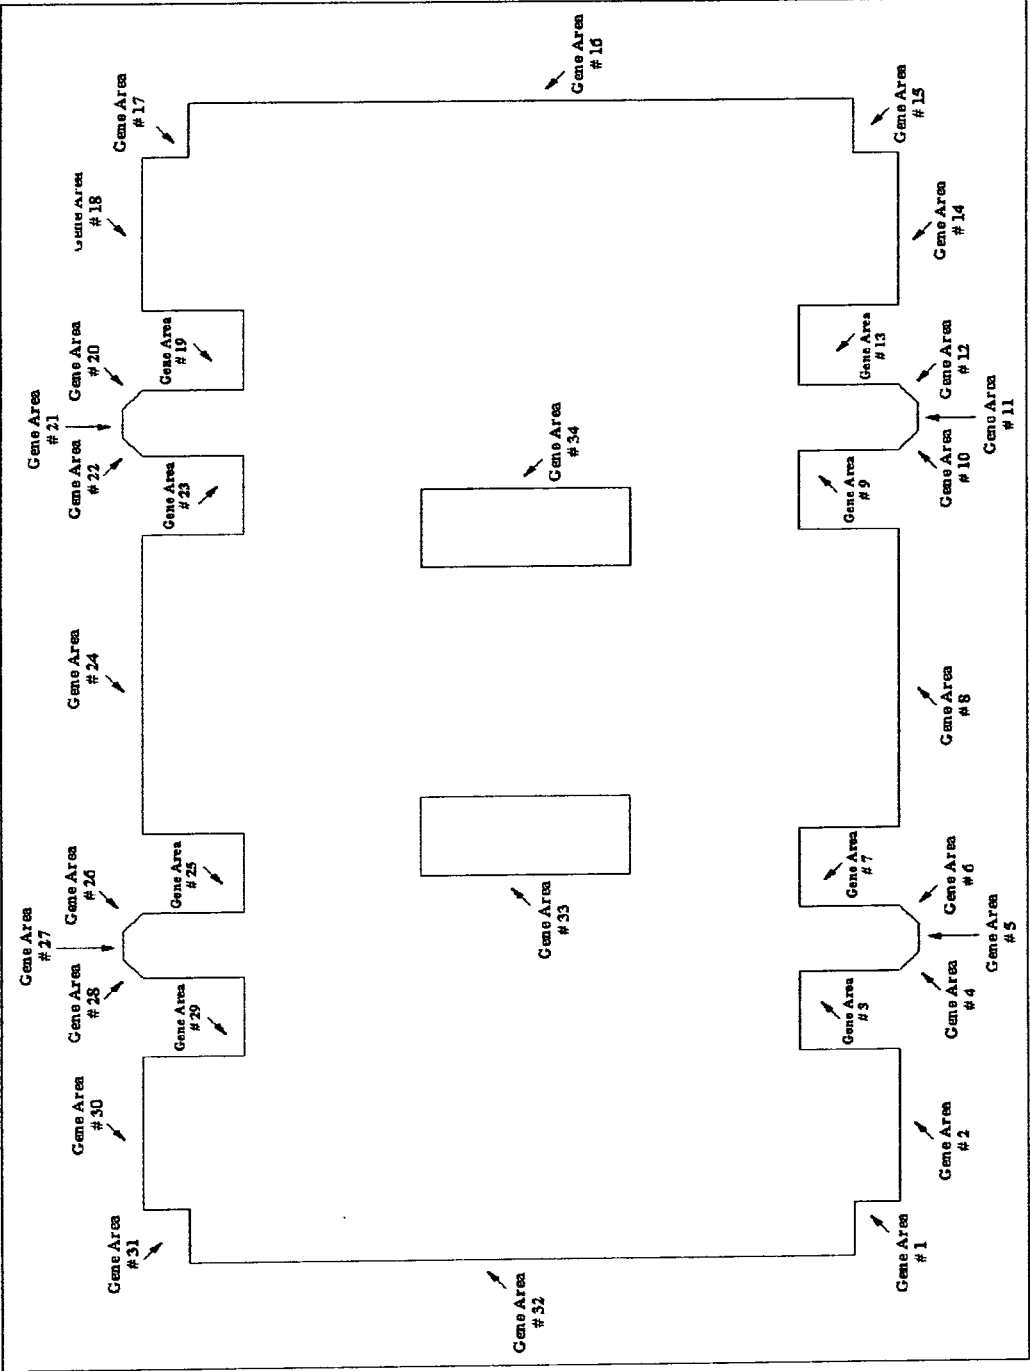 Gene Area
# 27
Gene Area
# 21
Gene Area
# 30
Gene Area
# 28
Gene Area
# 26
Gene Area
# 24
Gene Area
# 22
Gene Area
# 20
Gene Area
# 18
Gene Area
# 31
Gene Area
# 17
Gene Area
# 29
Gene Area
# 25
Gene Area
# 23
Gene Area
# 19
Gene Area
# 32
Gene Area
# 33
Gene Area
# 34
Gene Area
# 16
Gene Area
# 3
Gene Area
# 7
Gene Area
# 9
Gene Area
# 13
Gene Area
# 1
Gene Area
# 15
Gene Area
# 2
Gene Area
# 4
Gene Area
# 6
Gene Area
# 8
Gene Area
# 10
Gene Area
# 12
Gene Area
# 14
Gene Area
# 5
Gene Area
# 11